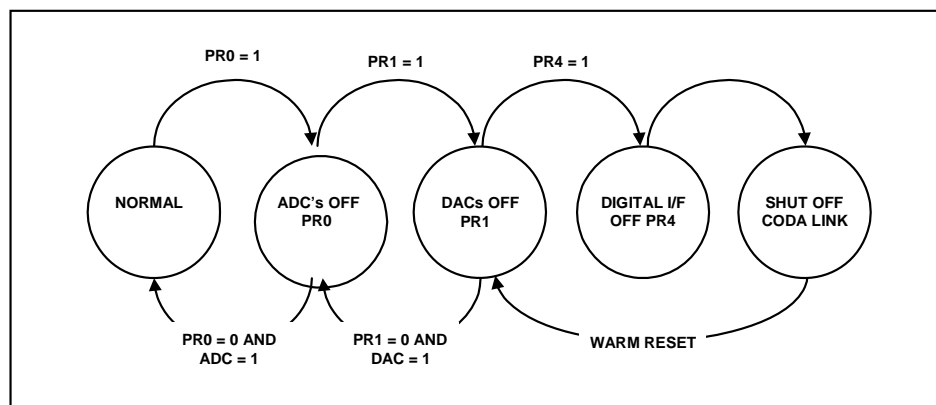 PR0 = 1
PR1 = 1
PR4 = 1
NORMAL
ADC's OFF
PR0
DACs OFF
PR1
DIGITAL I/F
OFF PR4
SHUT OFF
CODA LINK
PR0 = 0 AND
ADC = 1
PR1 = 0 AND
DAC = 1
WARM RESET